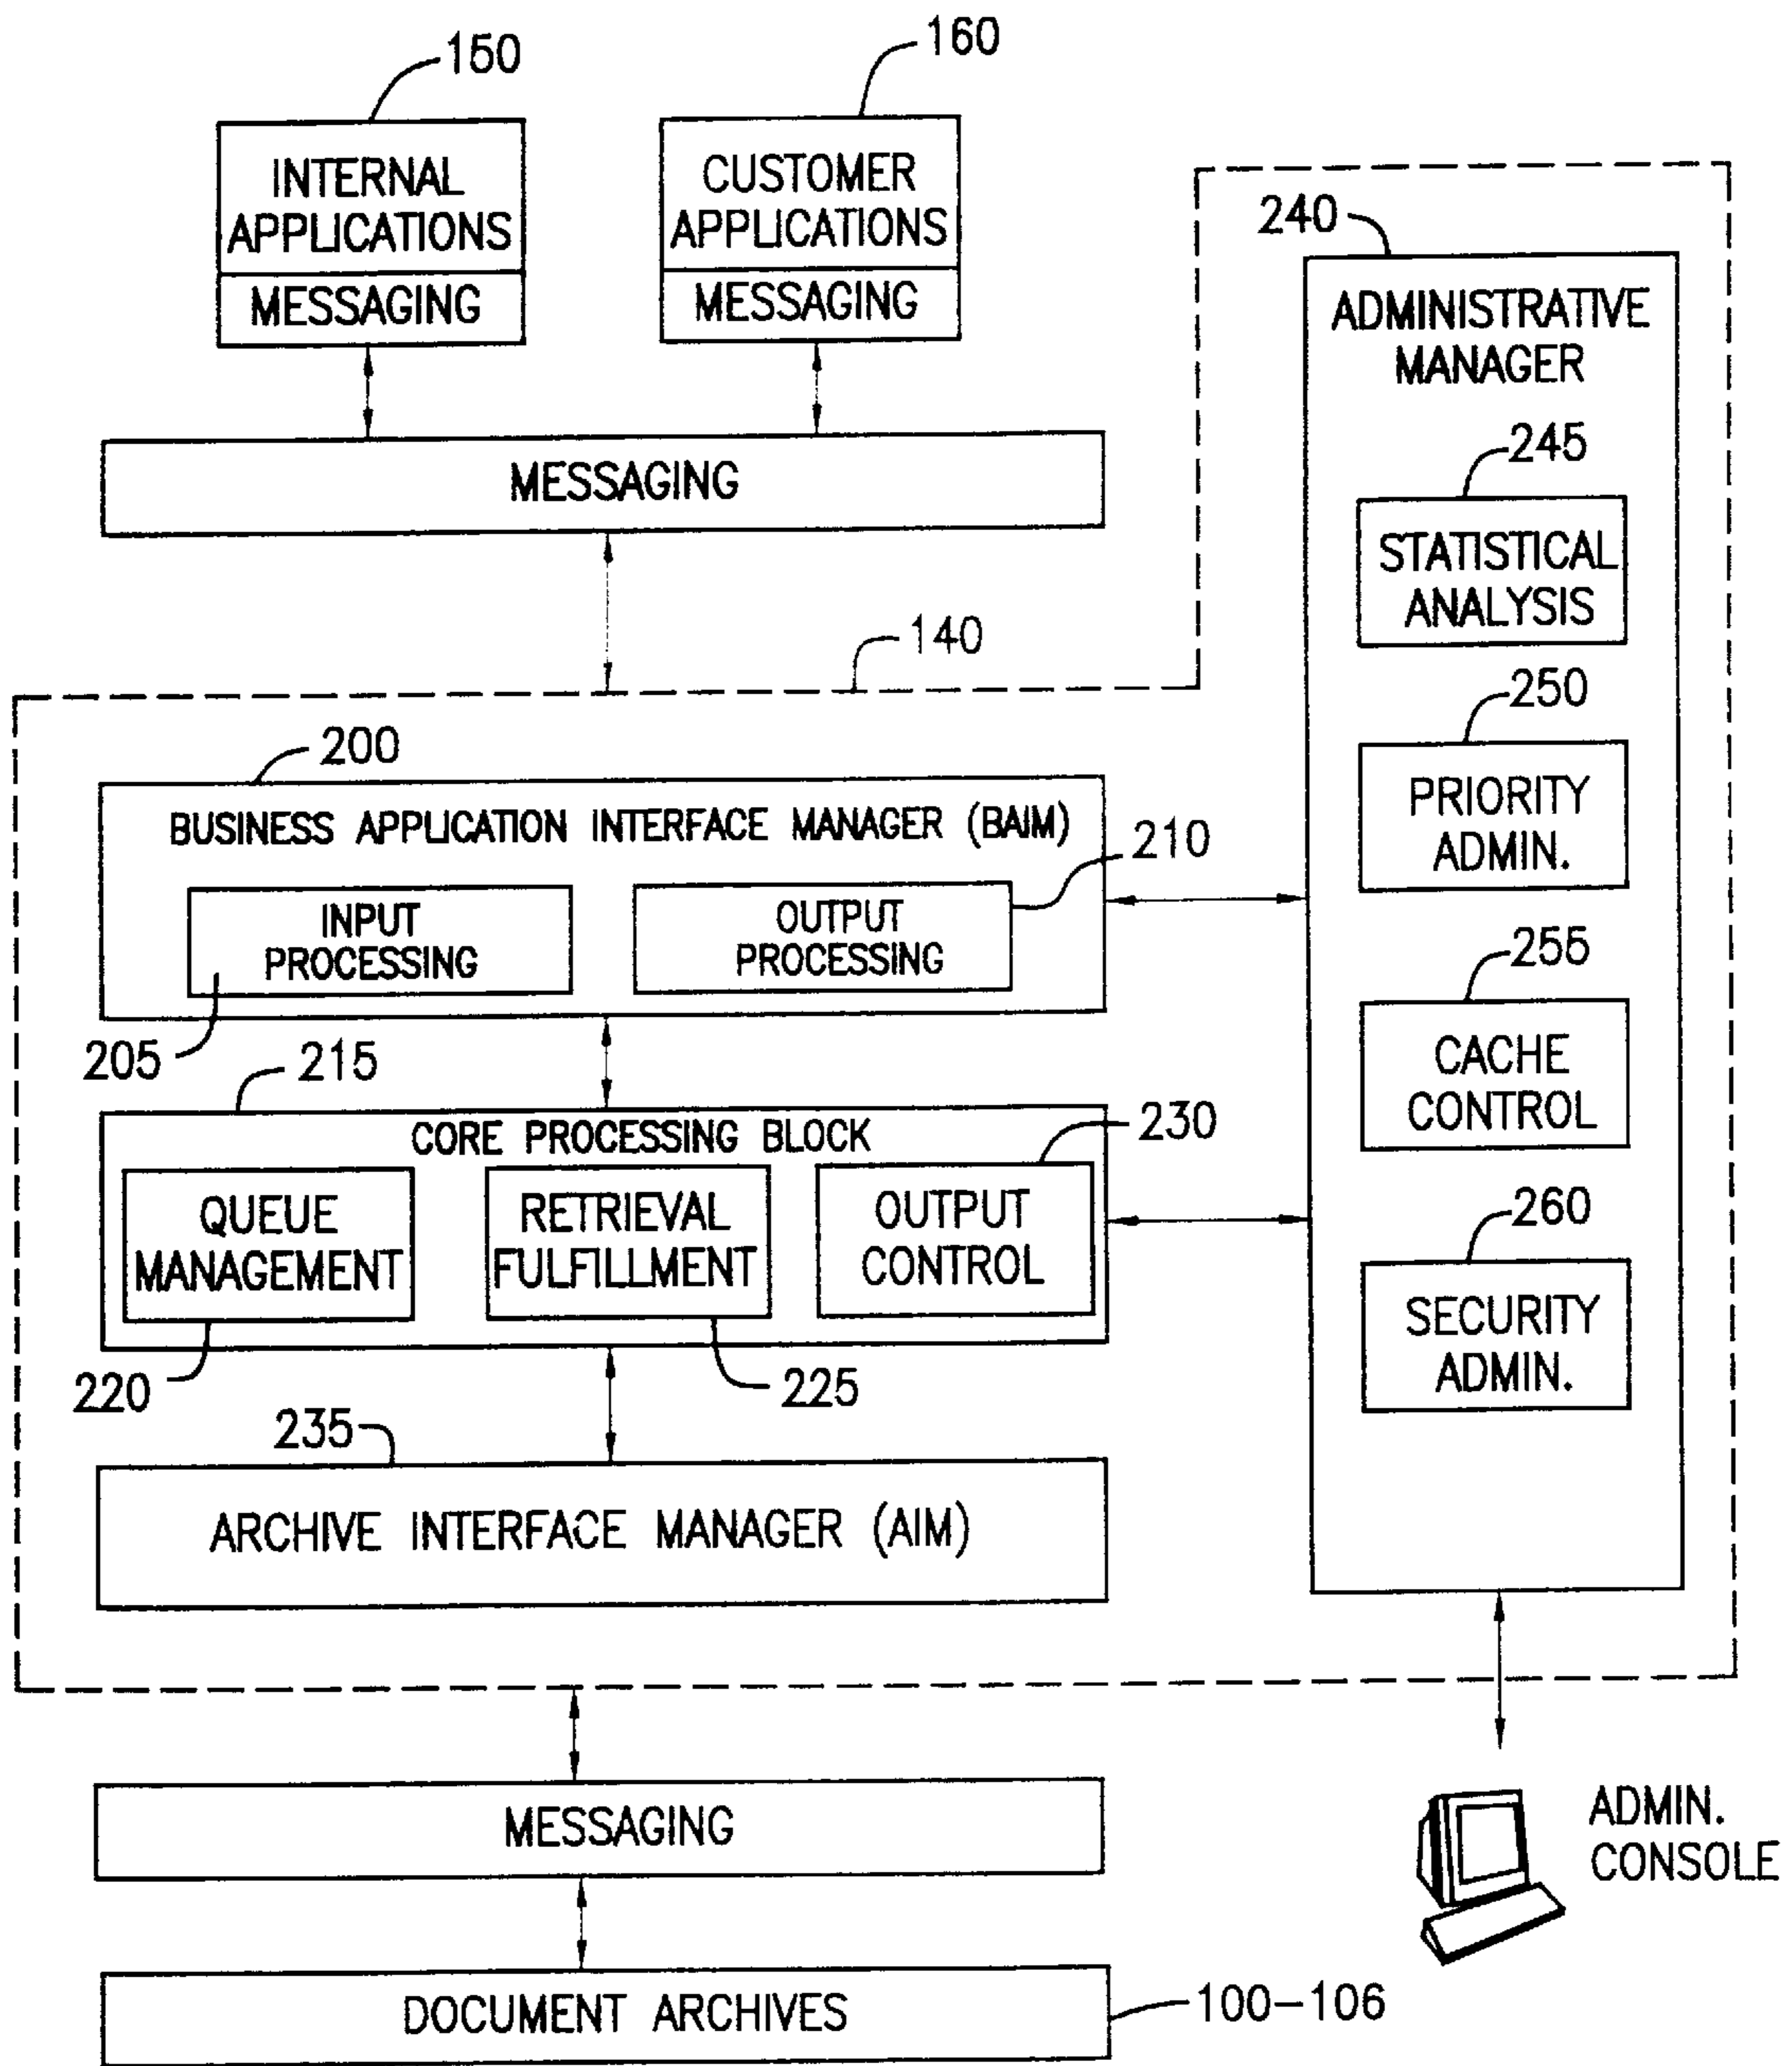 150
160
INTERNAL
APPLICATIONS
MESSAGING
CUSTOMER
APPLICATIONS
MESSAGING
MESSAGING
140
240
ADMINISTRATIVE
MANAGER
245
STATISTICAL
ANALYSIS
250
PRIORITY
ADMIN.
255
CACHE
CONTROL
260
SECURITY
ADMIN.
200
BUSINESS APPLICATION INTERFACE MANAGER (BAIM)
210
INPUT
PROCESSING
OUTPUT
PROCESSING
205
215
CORE PROCESSING BLOCK
230
QUEUE
MANAGEMENT
RETRIEVAL
FULFILLMENT
OUTPUT
CONTROL
220
225
235
ARCHIVE INTERFACE MANAGER (AIM)
MESSAGING
ADMIN.
CONSOLE
DOCUMENT ARCHIVES
100-106